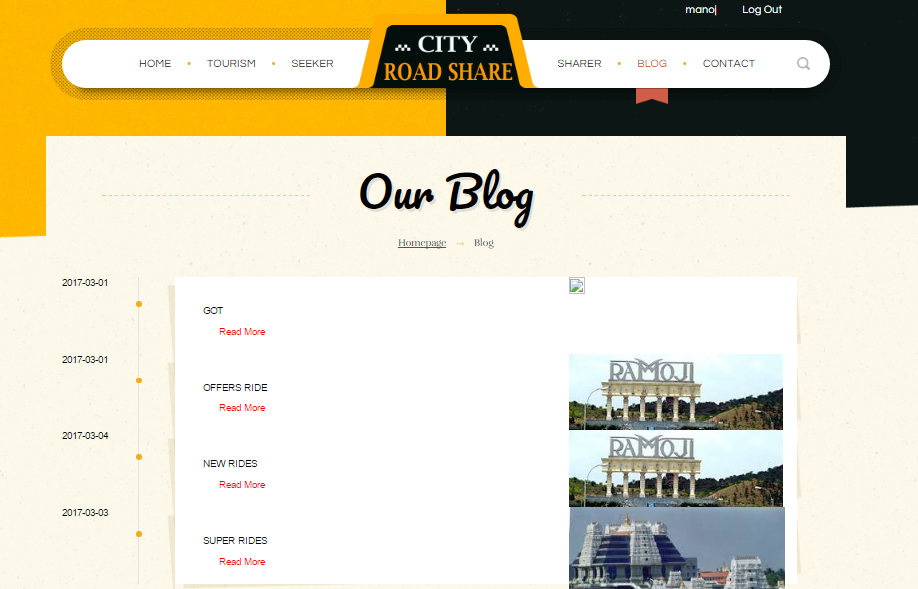 manoj Log Out
HOME • TOURISM • SEEKER CITY ROAD SHARE SHARER • BLOG • CONTACT
Our Blog
Homepage → Blog
2017-03-01
GOT
Read More
2017-03-01
OFFERS RIDE
Read More
RAMOJI
2017-03-04
NEW RIDES
Read More
RAMOJI
2017-03-03
SUPER RIDES
Read More